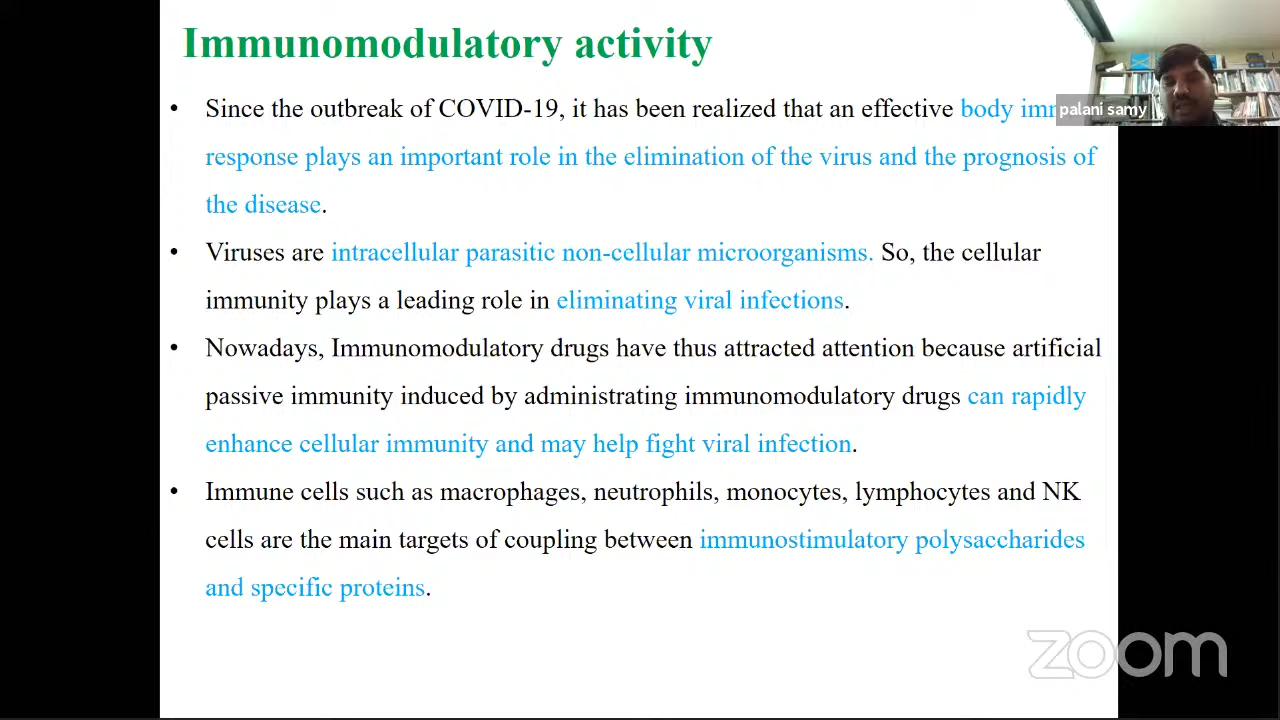 Immunomodulatory activity
• Since the outbreak of COVID-19, it has been realized that an effective body
palani samy
response plays an important role in the elimination of the virus and the prognosis of
the disease.
• Viruses are intracellular parasitic non-cellular microorganisms. So, the cellular
immunity plays a leading role in eliminating viral infections.
• Nowadays, Immunomodulatory drugs have thus attracted attention because artificial
passive immunity induced by administrating immunomodulatory drugs can rapidly
enhance cellular immunity and may help fight viral infection.
• Immune cells such as macrophages, neutrophils, monocytes, lymphocytes and NK
cells are the main targets of coupling between immunostimulatory polysaccharides
and specific proteins.
zoom